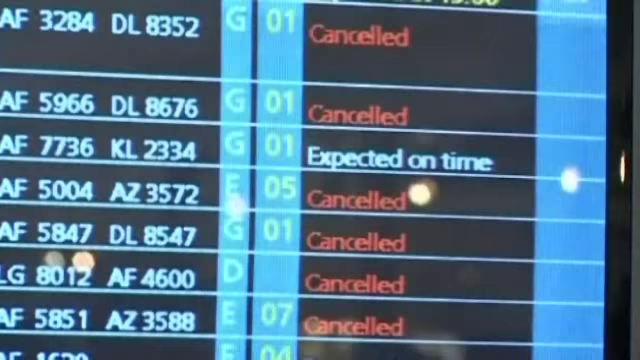 AF 3284 DL 8352 G 01 Cancelled
AF 5966 DL 8676 G 01 Cancelled
AF 7736 KL 2334 G 01 Expected on time
AF 5004 AZ 3572 E 05 Cancelled
AF 5847 DL 8547 G 01 Cancelled
LG 8012 AF 4600 D Cancelled
AF 5851 AZ 3588 E 07 Cancelled